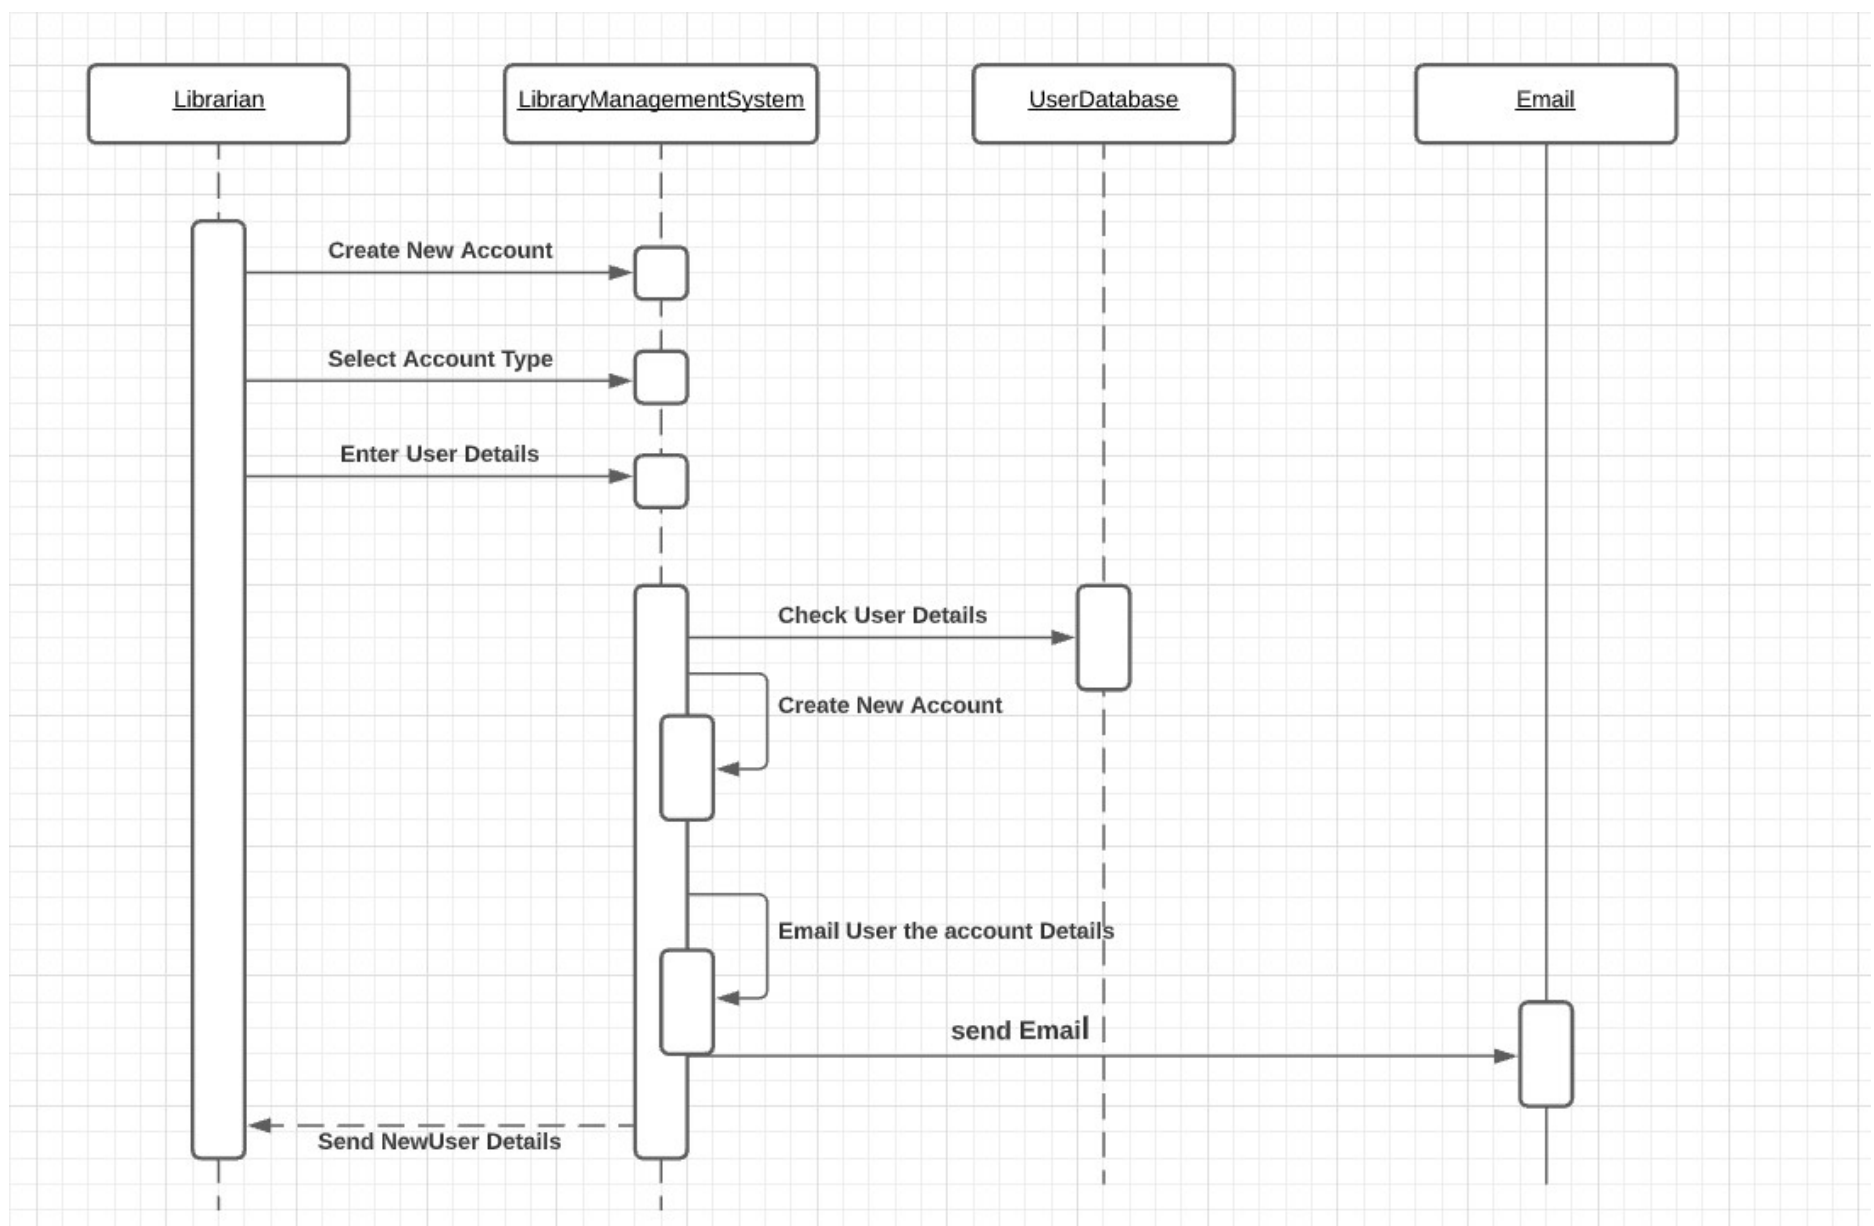 Librarian
LibraryManagementSystem
UserDatabase
Email
Create New Account
Select Account Type
Enter User Details
Check User Details
Create New Account
Email User the account Details
send Email
Send NewUser Details